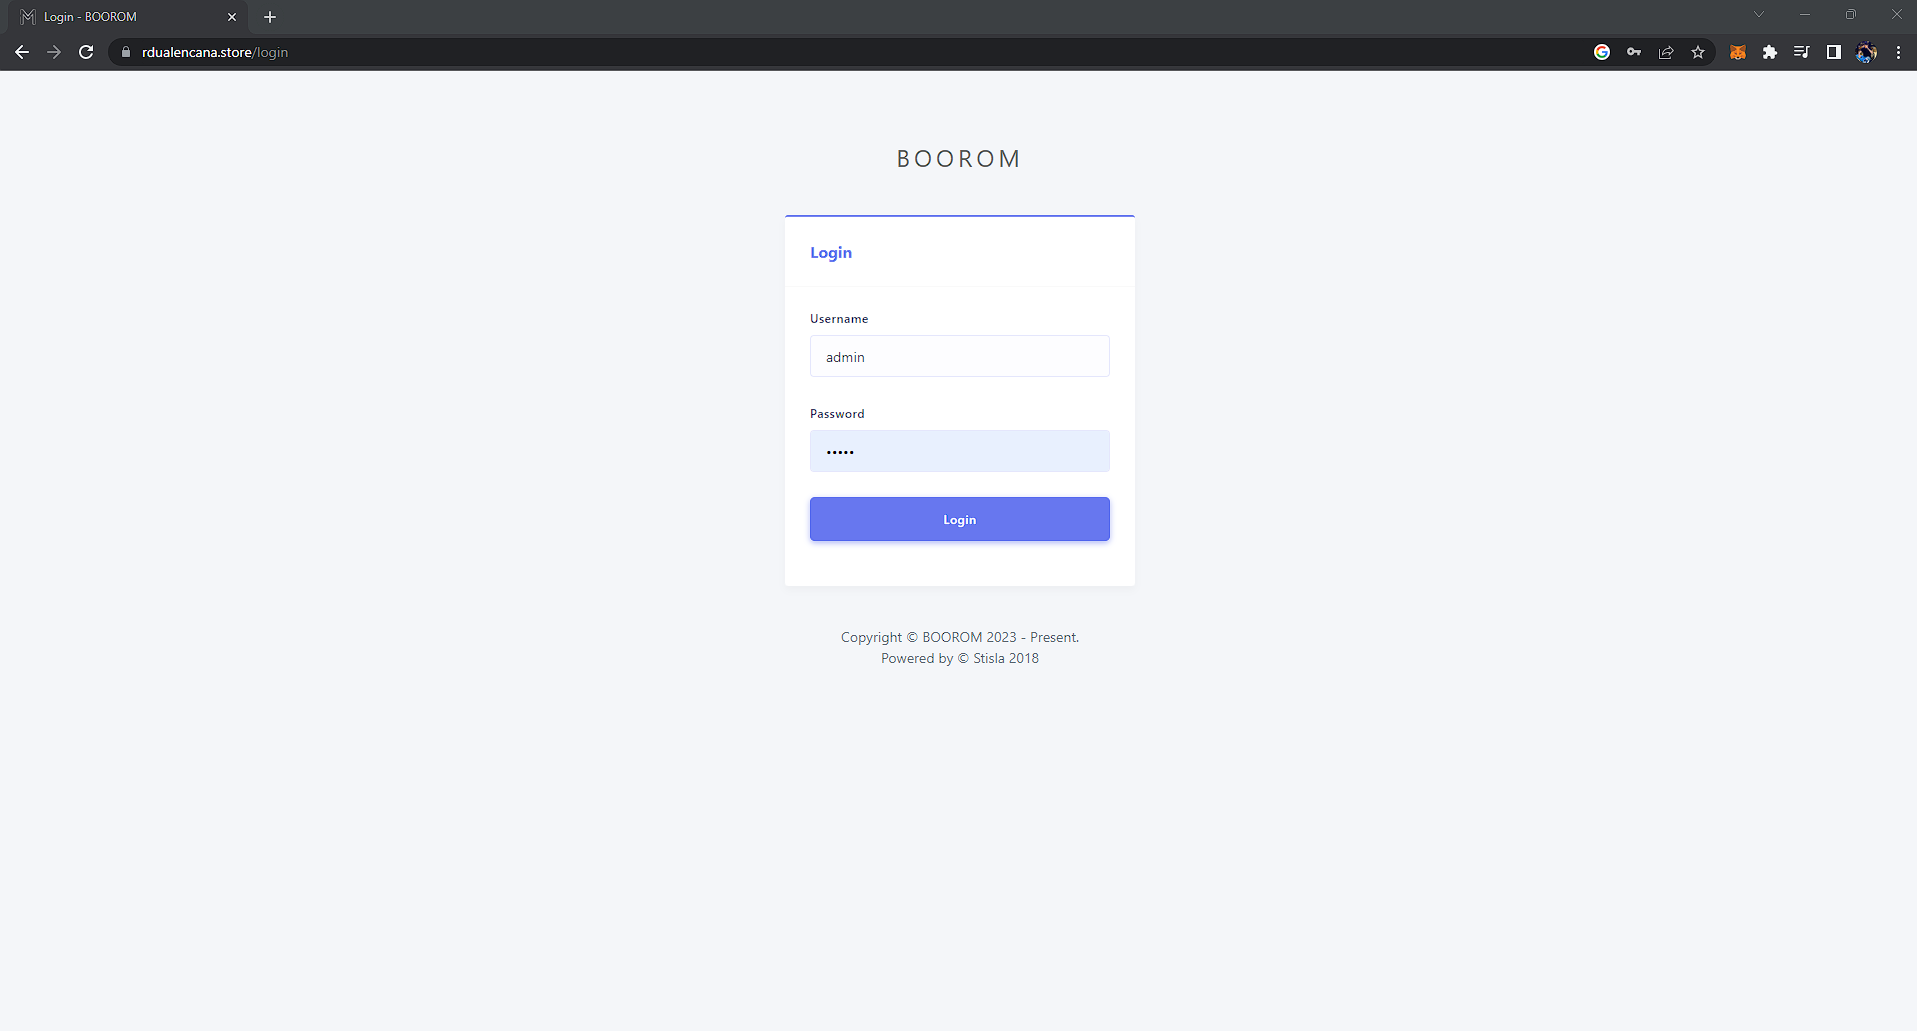 Login - BOOROM
rdualencana.store/login
BOOROM
Login
Username
admin
Password
•••••
Login
Copyright © BOOROM 2023 - Present.
Powered by © Stisla 2018